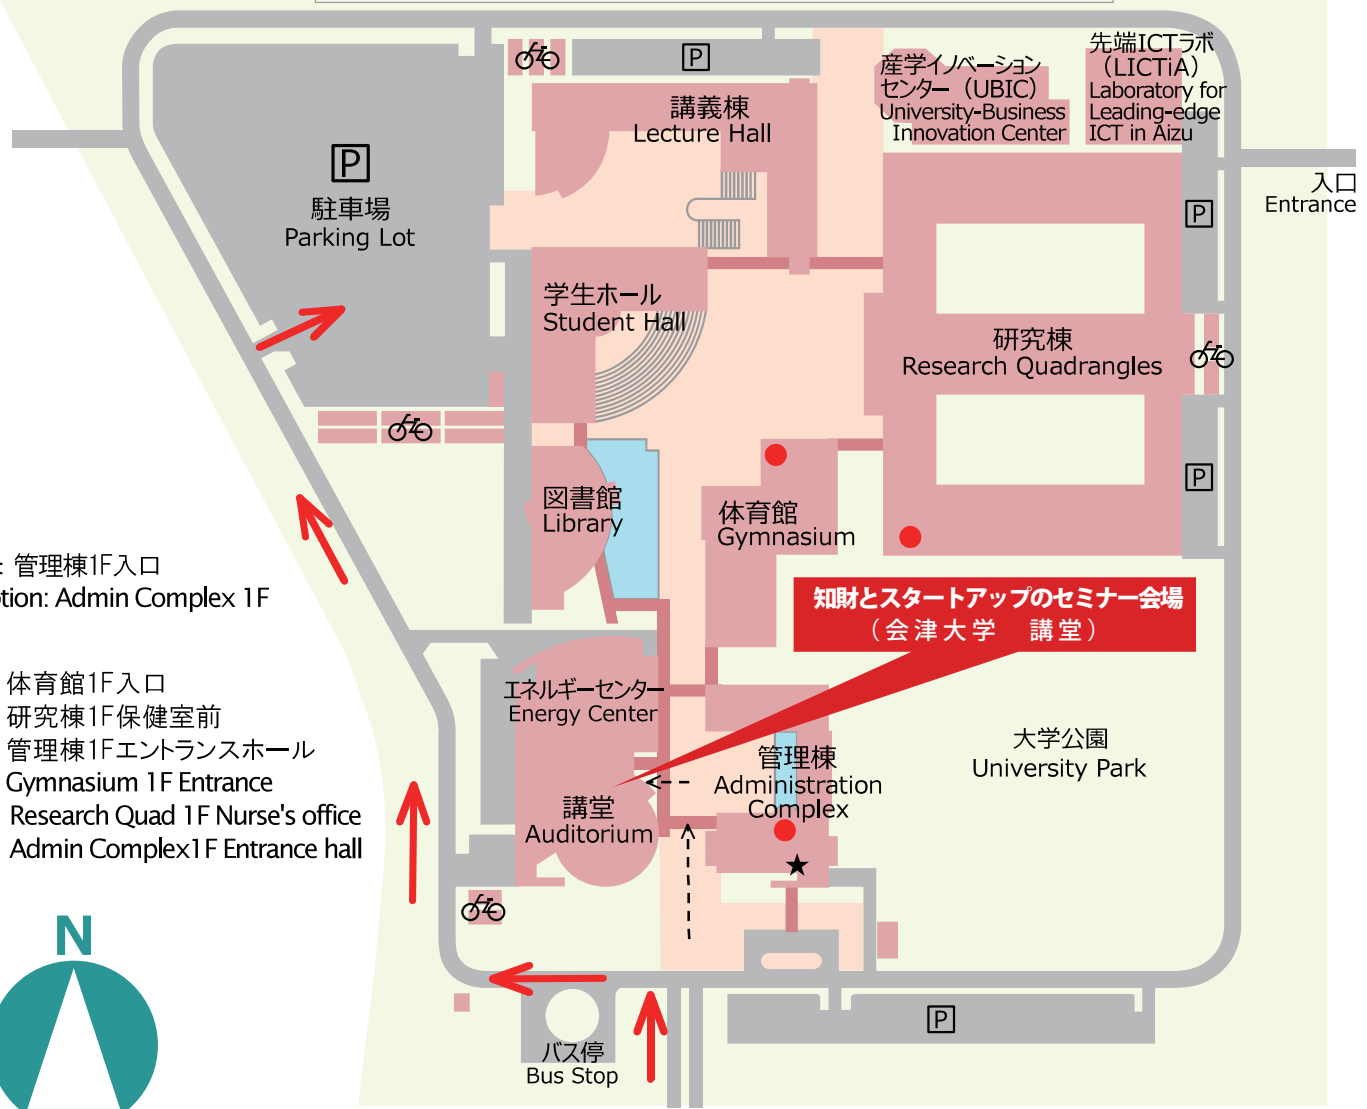 P
講義棟
Lecture Hall
産学イノベーション
センター（UBIC）
University-Business
Innovation Center
先端ICTラボ
（LICTiA）
Laboratory for
Leading-edge
ICT in Aizu
P
駐車場
Parking Lot
入口
Entrance
P
学生ホール
Student Hall
研究棟
Research Quadrangles
P
図書館
Library
体育館
Gymnasium
: 管理棟1F入口
tion: Admin Complex 1F
知財とスタートアップのセミナー会場
（会津大学　講堂）
体育館1F入口
研究棟1F保健室前
管理棟1Fエントランスホール
Gymnasium 1F Entrance
Research Quad 1F Nurse's office
Admin Complex1F Entrance hall
エネルギーセンター
Energy Center
管理棟
Administration
Complex
大学公園
University Park
講堂
Auditorium
★
N
P
バス停
Bus Stop